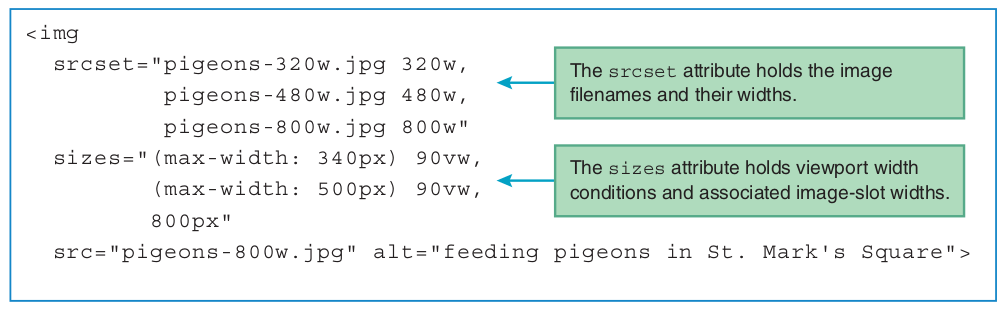 <img
srcset="pigeons-320w.jpg 320w,
pigeons-480w.jpg 480w,
pigeons-800w.jpg 800w"
sizes="(max-width: 340px) 90vw,
(max-width: 500px) 90vw,
800px"
src="pigeons-800w.jpg" alt="feeding pigeons in St. Mark's Square">
The srcset attribute holds the image
filenames and their widths.
The sizes attribute holds viewport width
conditions and associated image-slot widths.